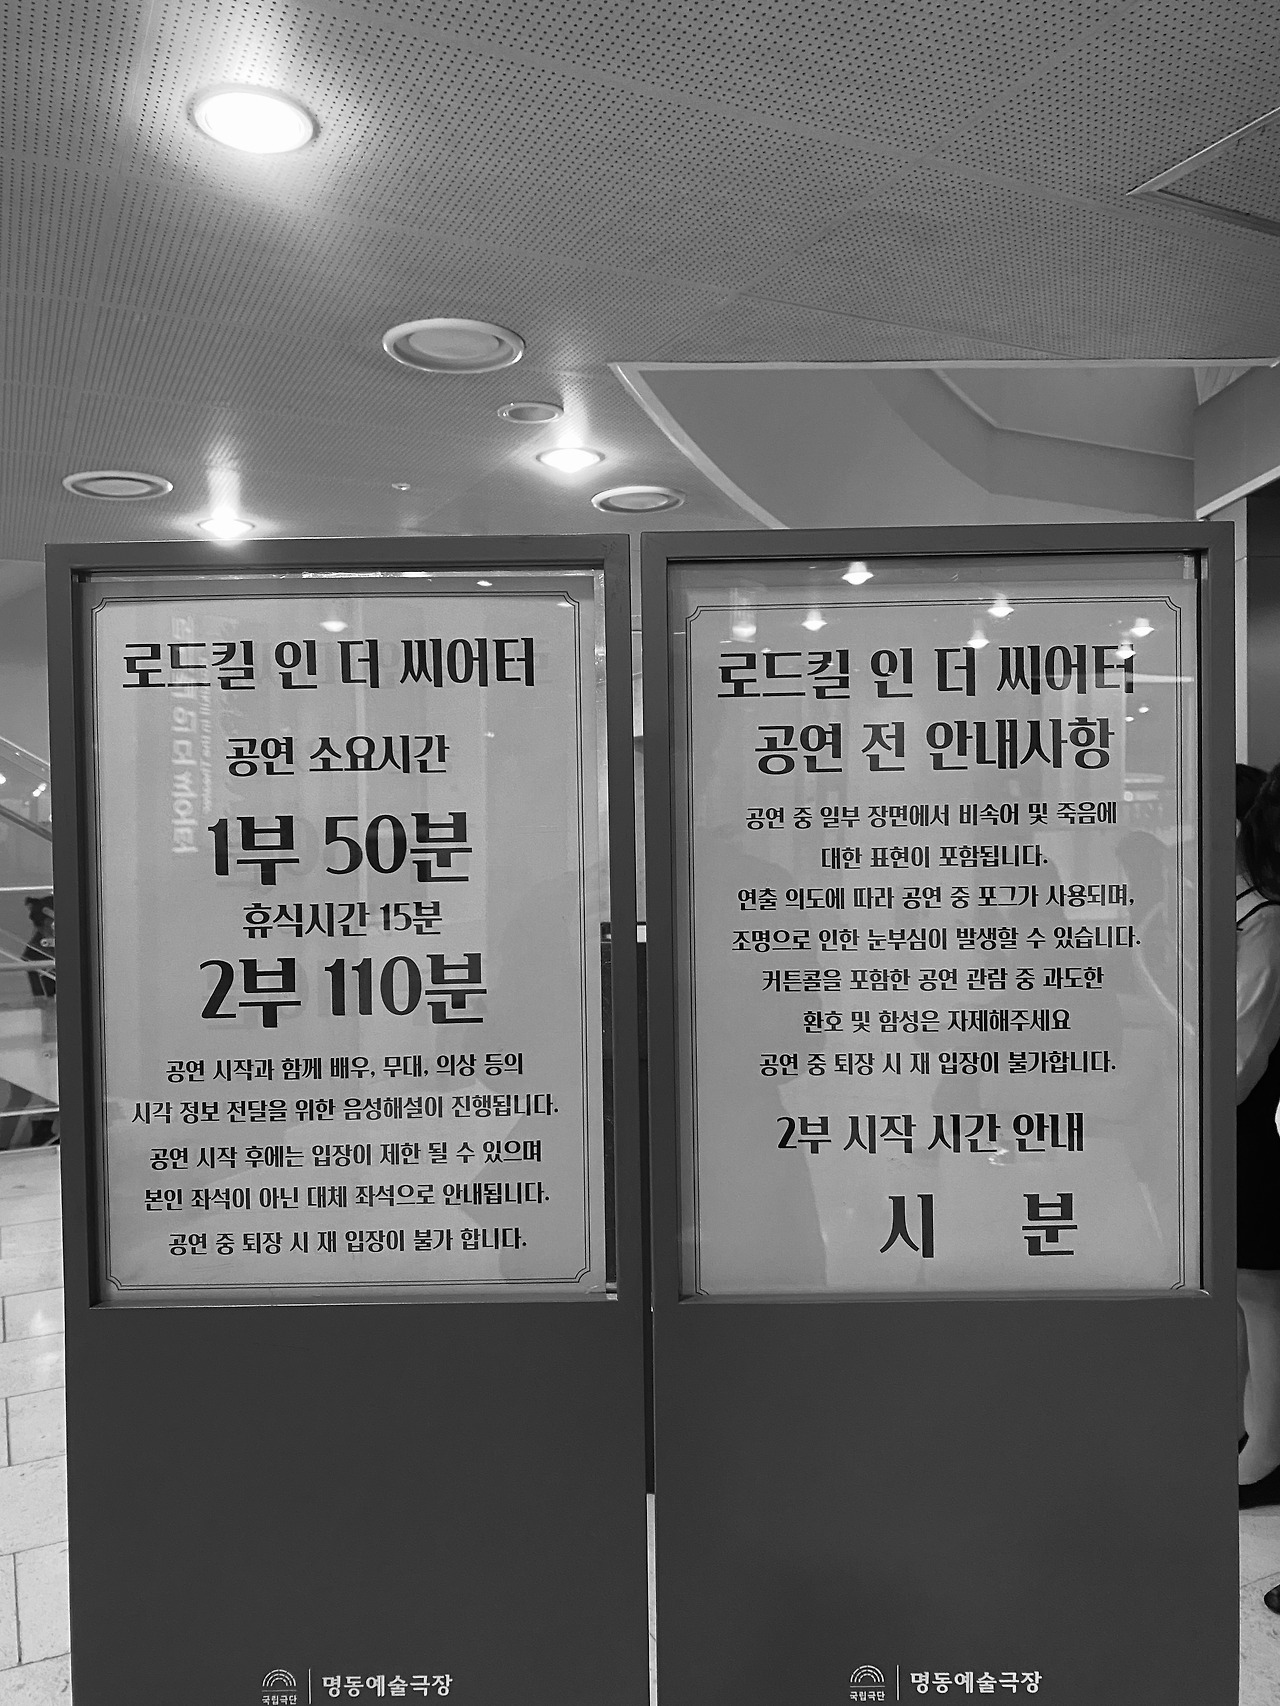 로드킬 인 더 씨어터
공연 소요시간
1부 50분
휴식시간 15분
2부 110분
공연 시작과 함께 배우, 무대, 의상 등의
시각 정보 전달을 위한 음성해설이 진행됩니다.
공연 시작 후에는 입장이 제한 될 수 있으며
본인 좌석이 아닌 대체 좌석으로 안내됩니다.
공연 중 퇴장 시 재 입장이 불가 합니다.
국립극단
명동예술극장
로드킬 인 더 씨어터
공연 전 안내사항
공연 중 일부 장면에서 비속어 및 죽음에
대한 표현이 포함됩니다.
연출 의도에 따라 공연 중 포그가 사용되며,
조명으로 인한 눈부심이 발생할 수 있습니다.
커튼콜을 포함한 공연 관람 중 과도한
환호 및 함성은 자제해주세요
공연 중 퇴장 시 재 입장이 불가합니다.
2부 시작 시간 안내
시 분
국립극단
명동예술극장